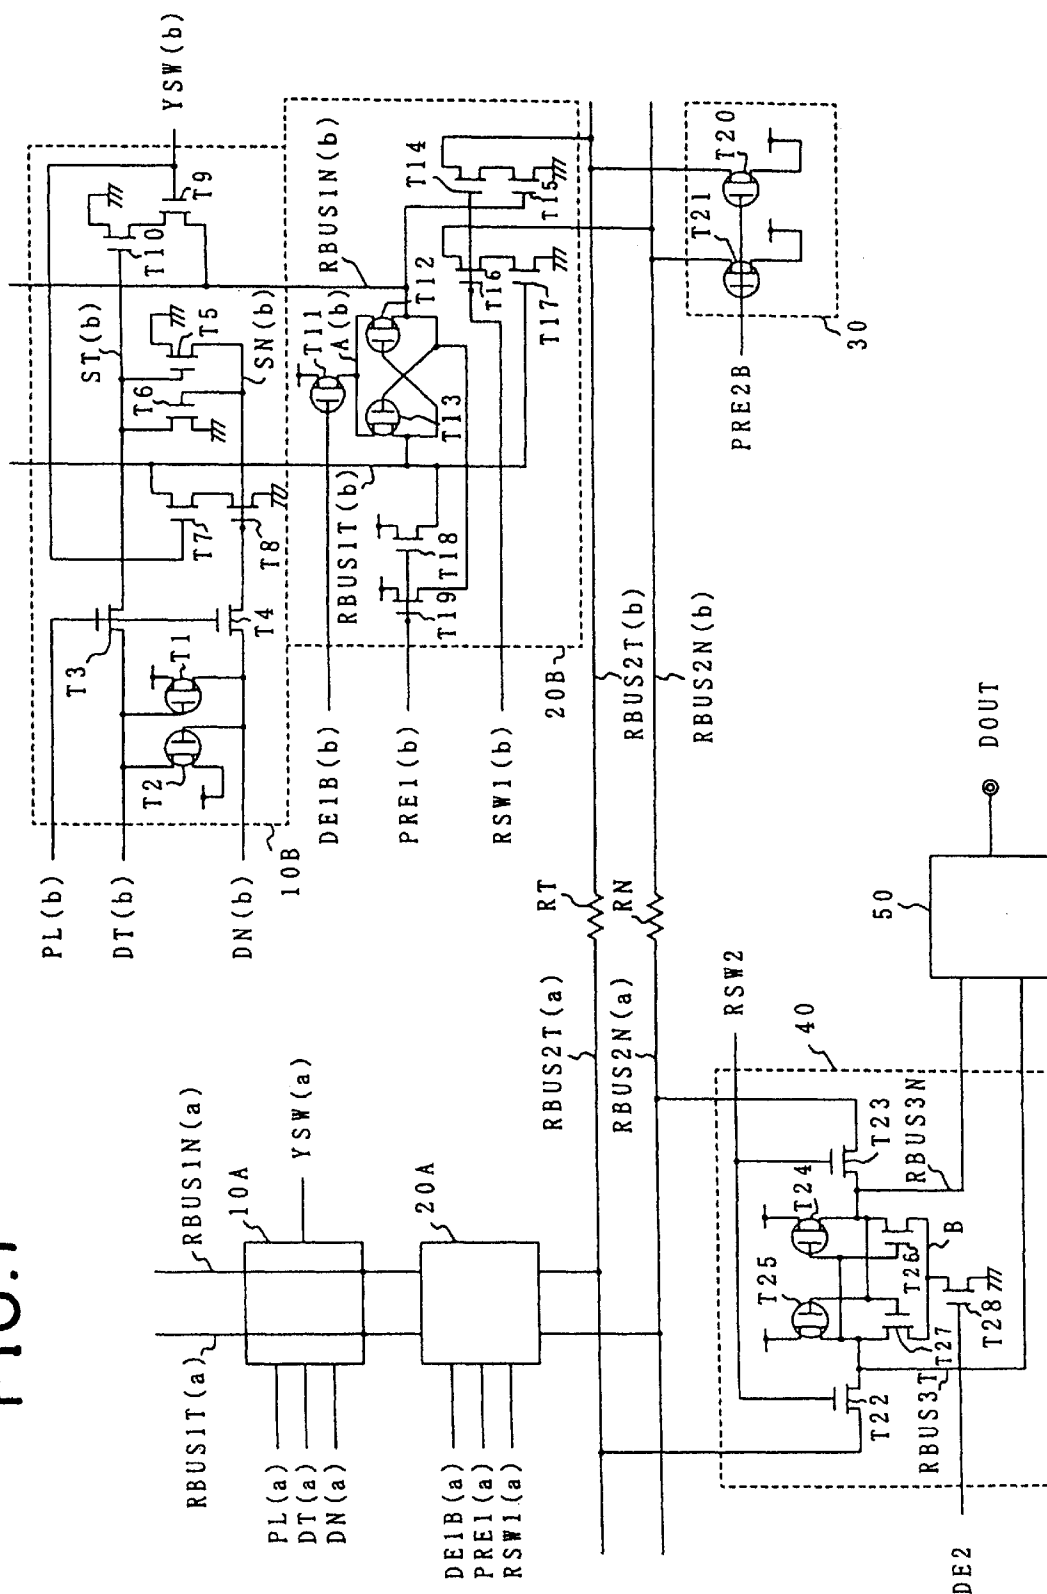 RBUS1T(a)
RBUS1N(a)
10A
YSW(a)
PL(a)
DT(a)
DN(a)
20A
DE1B(a)
PRE1(a)
RSW1(a)
PL(b)
DT(b)
DN(b)
10B
T2
T1
T3
T4
T7
T8
T6
T5
ST(b)
SN(b)
T10
T9
YSW(b)
DE1B(b)
PRE1(b)
RSW1(b)
20B
RBUS1T(b)
RBUS1N(b)
T19
T18
T11
A(b)
T13
T12
T14
T15
T16
T17
RBUS2T(a)
RBUS2N(a)
RT
RN
RBUS2T(b)
RBUS2N(b)
PRE2B
T21
T20
30
RSW2
40
T22
T23
T25
T24
T27
T26
B
T28
RBUS3T
RBUS3N
DE2
50
DOUT